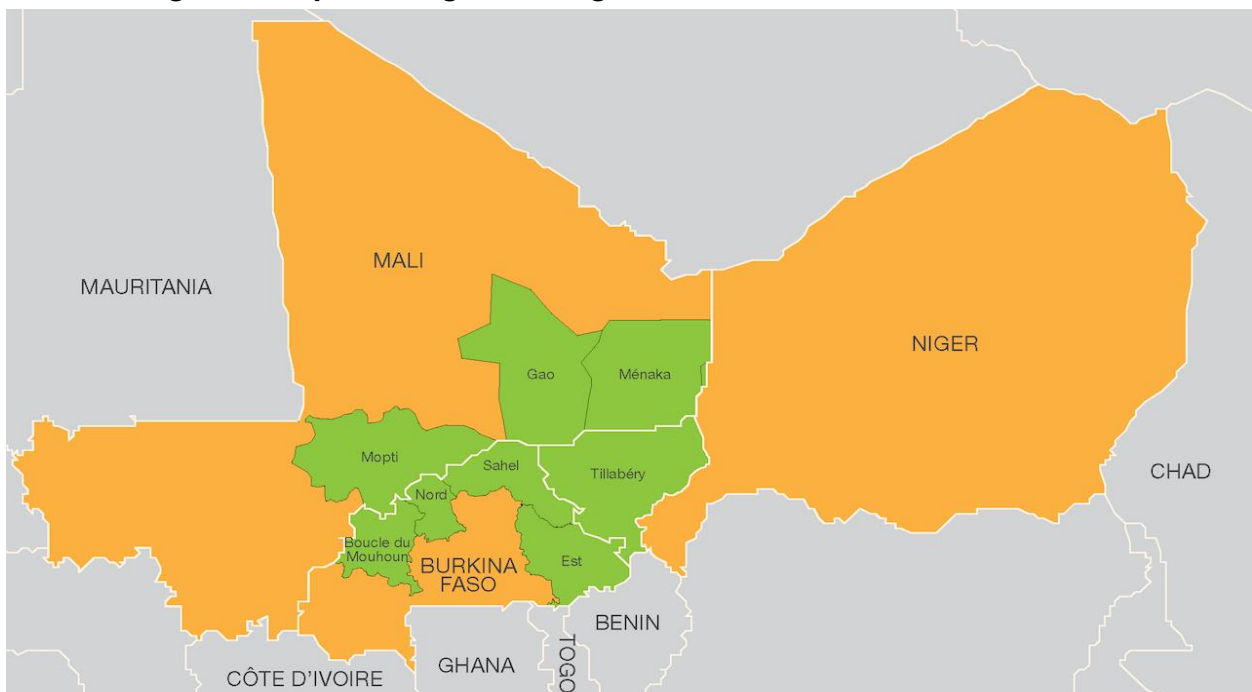 MALI
MAURITANIA
NIGER
Gao
Ménaka
Mopti
Sahel
Tillabéry
CHAD
Nord
Boucle du
Mouhoun
Est
BURKINA
FASO
BENIN
TOGO
GHANA
CÔTE D'IVOIRE